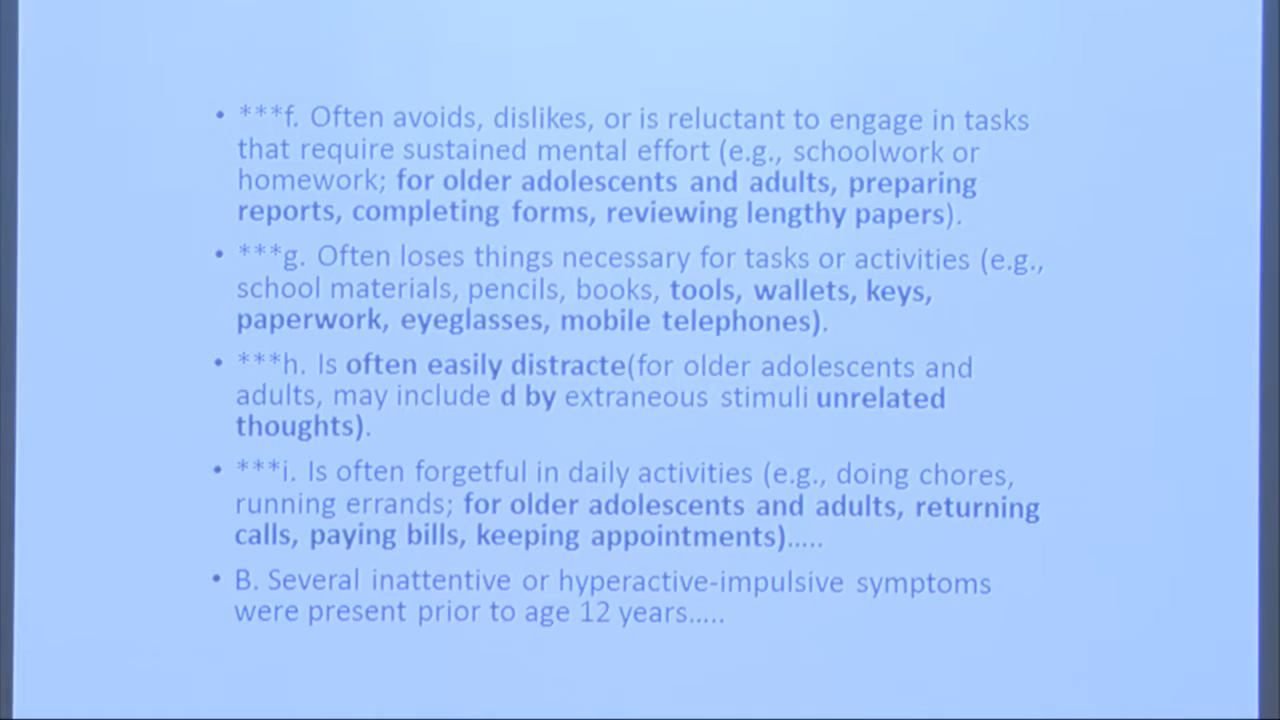 • ***f. Often avoids, dislikes, or is reluctant to engage in tasks
that require sustained mental effort (e.g., schoolwork or
homework; for older adolescents and adults, preparing
reports, completing forms, reviewing lengthy papers).
• ***g. Often loses things necessary for tasks or activities (e.g.,
school materials, pencils, books, tools, wallets, keys,
paperwork, eyeglasses, mobile telephones).
• ***h. Is often easily distracte(for older adolescents and
adults, may include d by extraneous stimuli unrelated
thoughts).
• ***i. Is often forgetful in daily activities (e.g., doing chores,
running errands; for older adolescents and adults, returning
calls, paying bills, keeping appointments).....
• B. Several inattentive or hyperactive-impulsive symptoms
were present prior to age 12 years.....